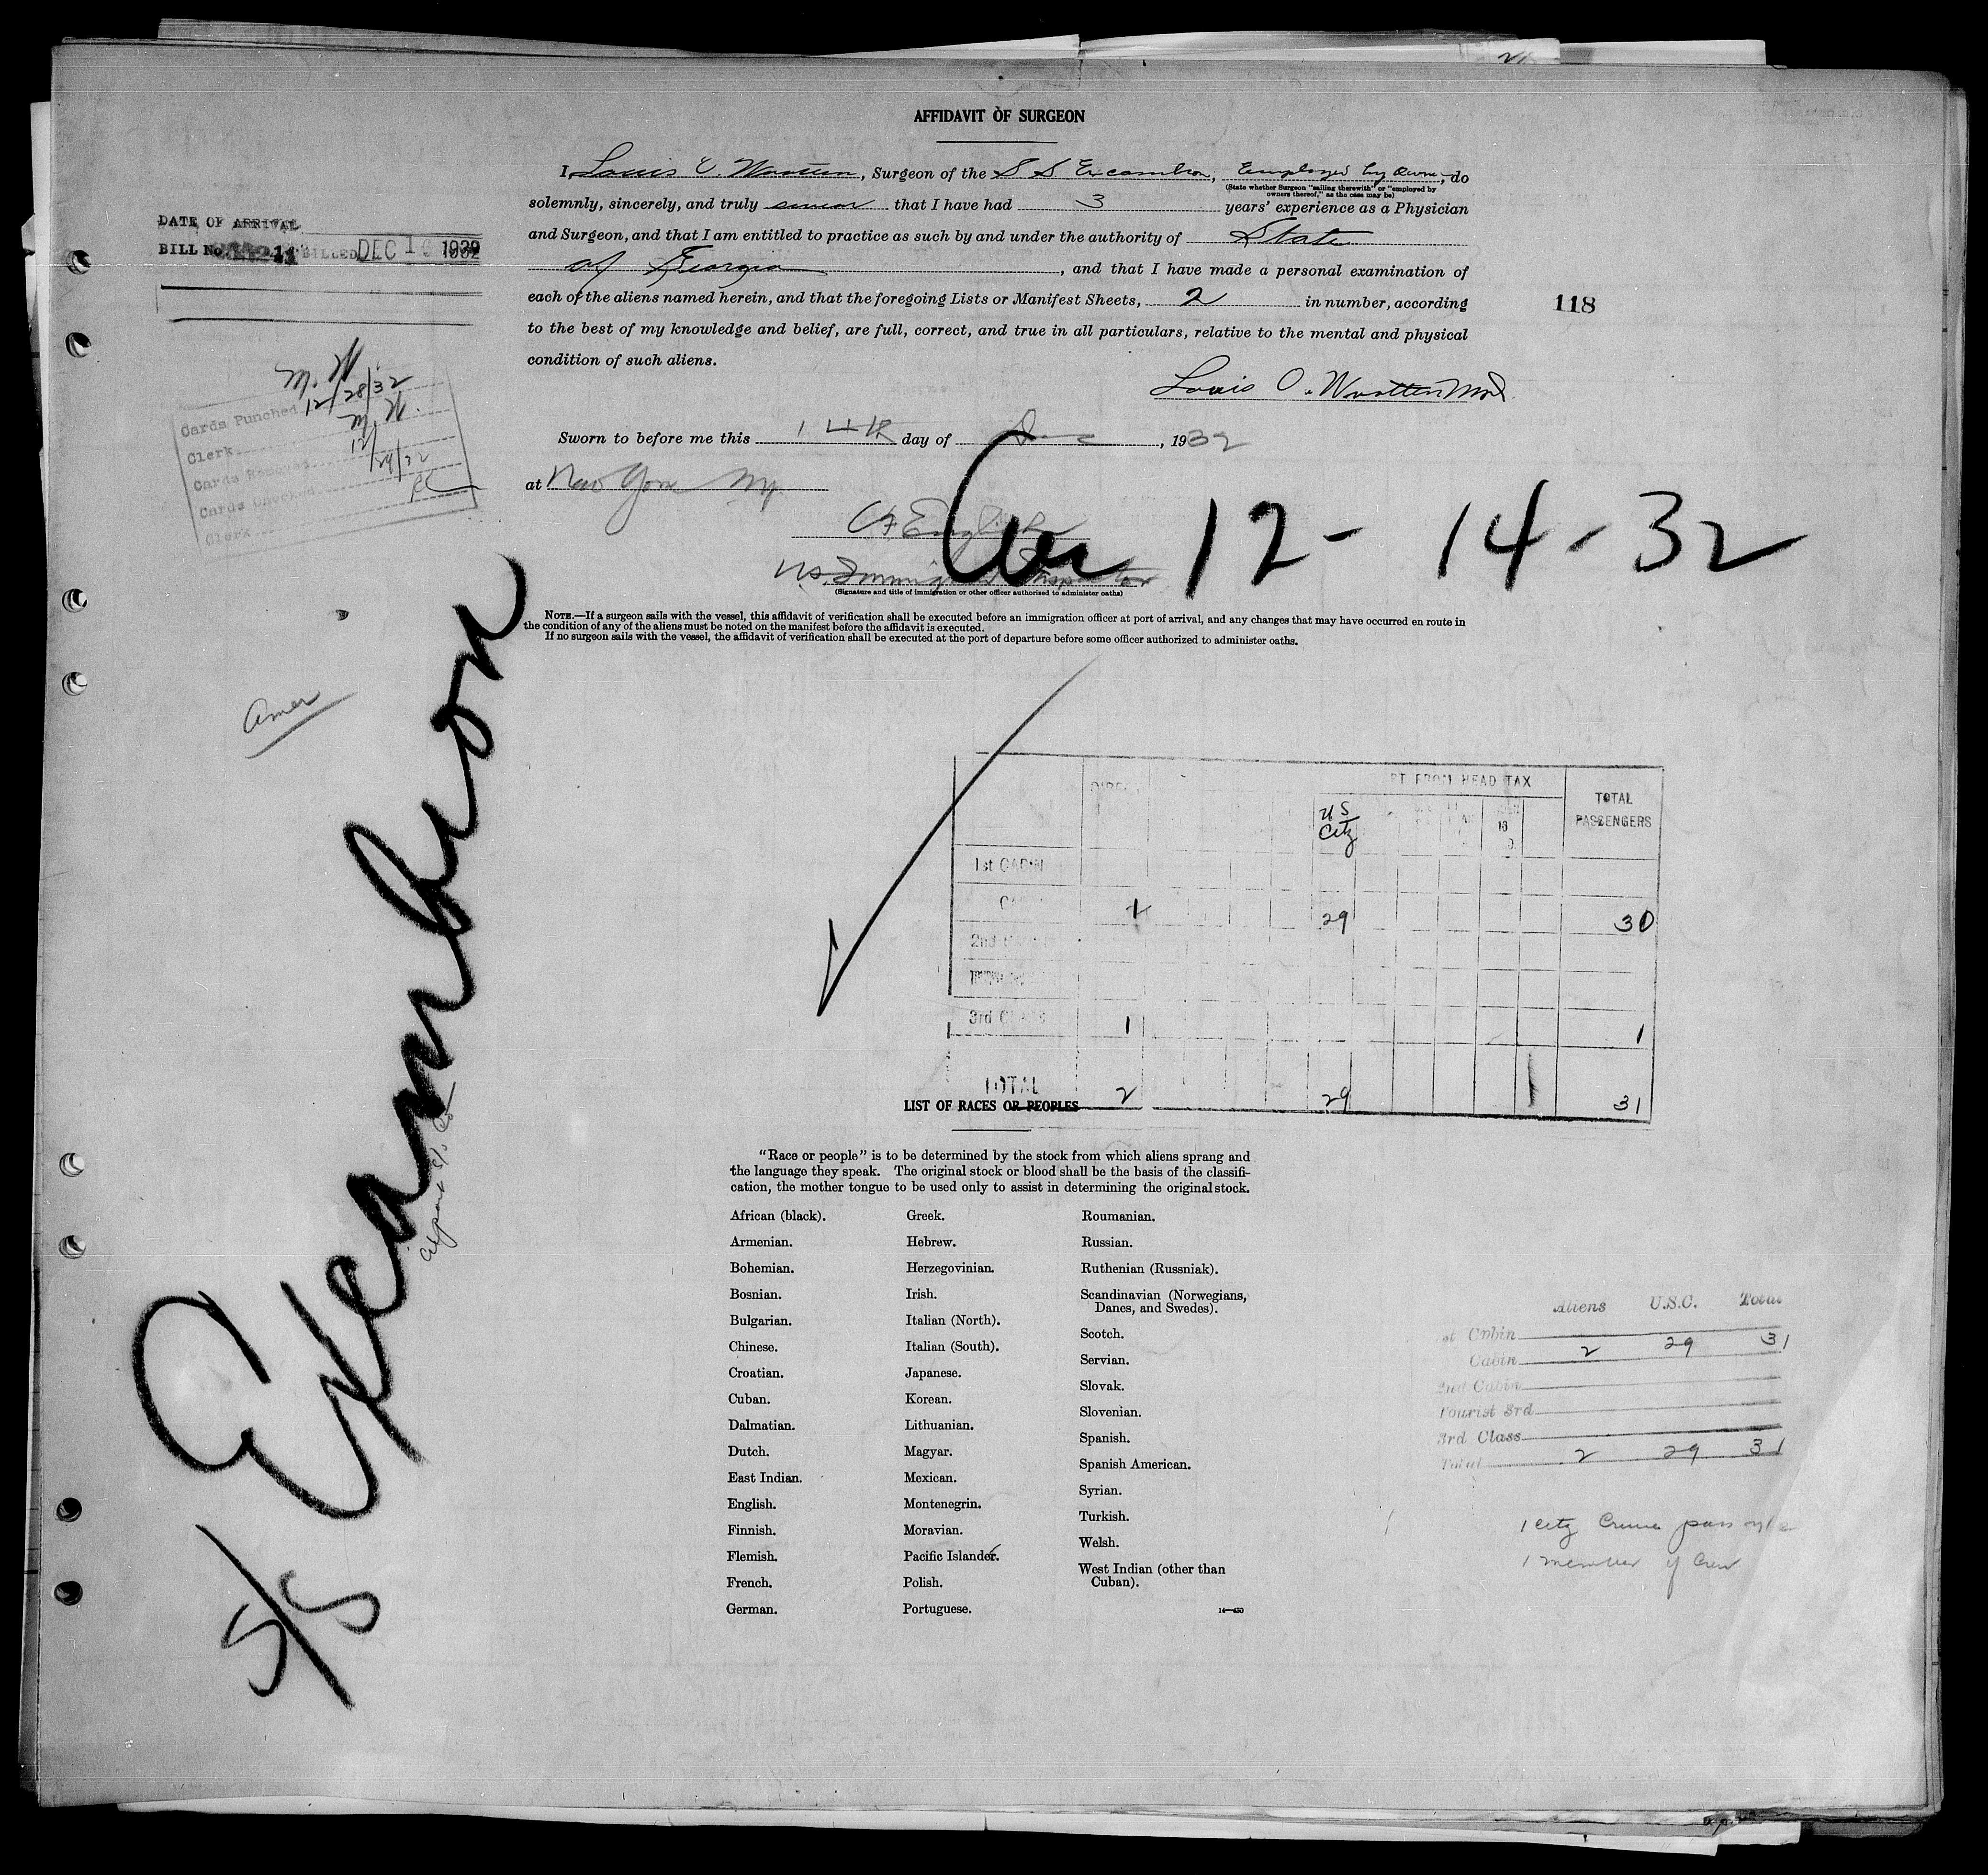 AFFIDAVIT OF SURGEON
I, Louis O. Wootten, Surgeon of the S S Excambion, Employed by Owner, do
(State whether Surgeon "sailing therewith" or "employed by
owners thereof," as the case may be)
solemnly, sincerely, and truly swear that I have had 3 years' experience as a Physician
and Surgeon, and that I am entitled to practice as such by and under the authority of State
of Georgia, and that I have made a personal examination of
each of the aliens named herein, and that the foregoing Lists or Manifest Sheets, 2 in number, according
to the best of my knowledge and belief, are full, correct, and true in all particulars, relative to the mental and physical
condition of such aliens.
Louis O. Wootten MD.
Sworn to before me this 14th day of Dec, 1932
at New York NY.
U.S. Immigrant Inspector
(Signature and title of immigration or other officer authorized to administer oaths)
NOTE.—If a surgeon sails with the vessel, this affidavit of verification shall be executed before an immigration officer at port of arrival, and any changes that may have occurred en route in
the condition of any of the aliens must be noted on the manifest before the affidavit is executed.
If no surgeon sails with the vessel, the affidavit of verification shall be executed at the port of departure before some officer authorized to administer oaths.
DATE OF ARRIVAL
BILL No. BILLED DEC 1932
118
M. K.
12/28/32
Cards Punched
Clerk M. K.
Cards Removed 12/29/32
Cards Checked
Clerk
12-14-32
Amer
S/S Excambion
PT FROM HEAD TAX
TOTAL
PASSENGERS
US
Citz
1st CABIN
1 29 30
2nd
3rd CLASS 1 1
TOTAL 2 29 1 31
LIST OF RACES OR PEOPLES
"Race or people" is to be determined by the stock from which aliens sprang and
the language they speak. The original stock or blood shall be the basis of the classifi-
cation, the mother tongue to be used only to assist in determining the original stock.
African (black).
Armenian.
Bohemian.
Bosnian.
Bulgarian.
Chinese.
Croatian.
Cuban.
Dalmatian.
Dutch.
East Indian.
English.
Finnish.
Flemish.
French.
German.
Greek.
Hebrew.
Herzegovinian.
Irish.
Italian (North).
Italian (South).
Japanese.
Korean.
Lithuanian.
Magyar.
Mexican.
Montenegrin.
Moravian.
Pacific Islander.
Polish.
Portuguese.
Roumanian.
Russian.
Ruthenian (Russniak).
Scandinavian (Norwegians,
Danes, and Swedes).
Scotch.
Servian.
Slovak.
Slovenian.
Spanish.
Spanish American.
Syrian.
Turkish.
Welsh.
West Indian (other than
Cuban).
14—430
Aliens U.S.C. Total
st Cabin
Cabin 2 29 31
2nd Cabin
Tourist 3rd
3rd Class
Total 2 29 31
1 citz
1 member of crew